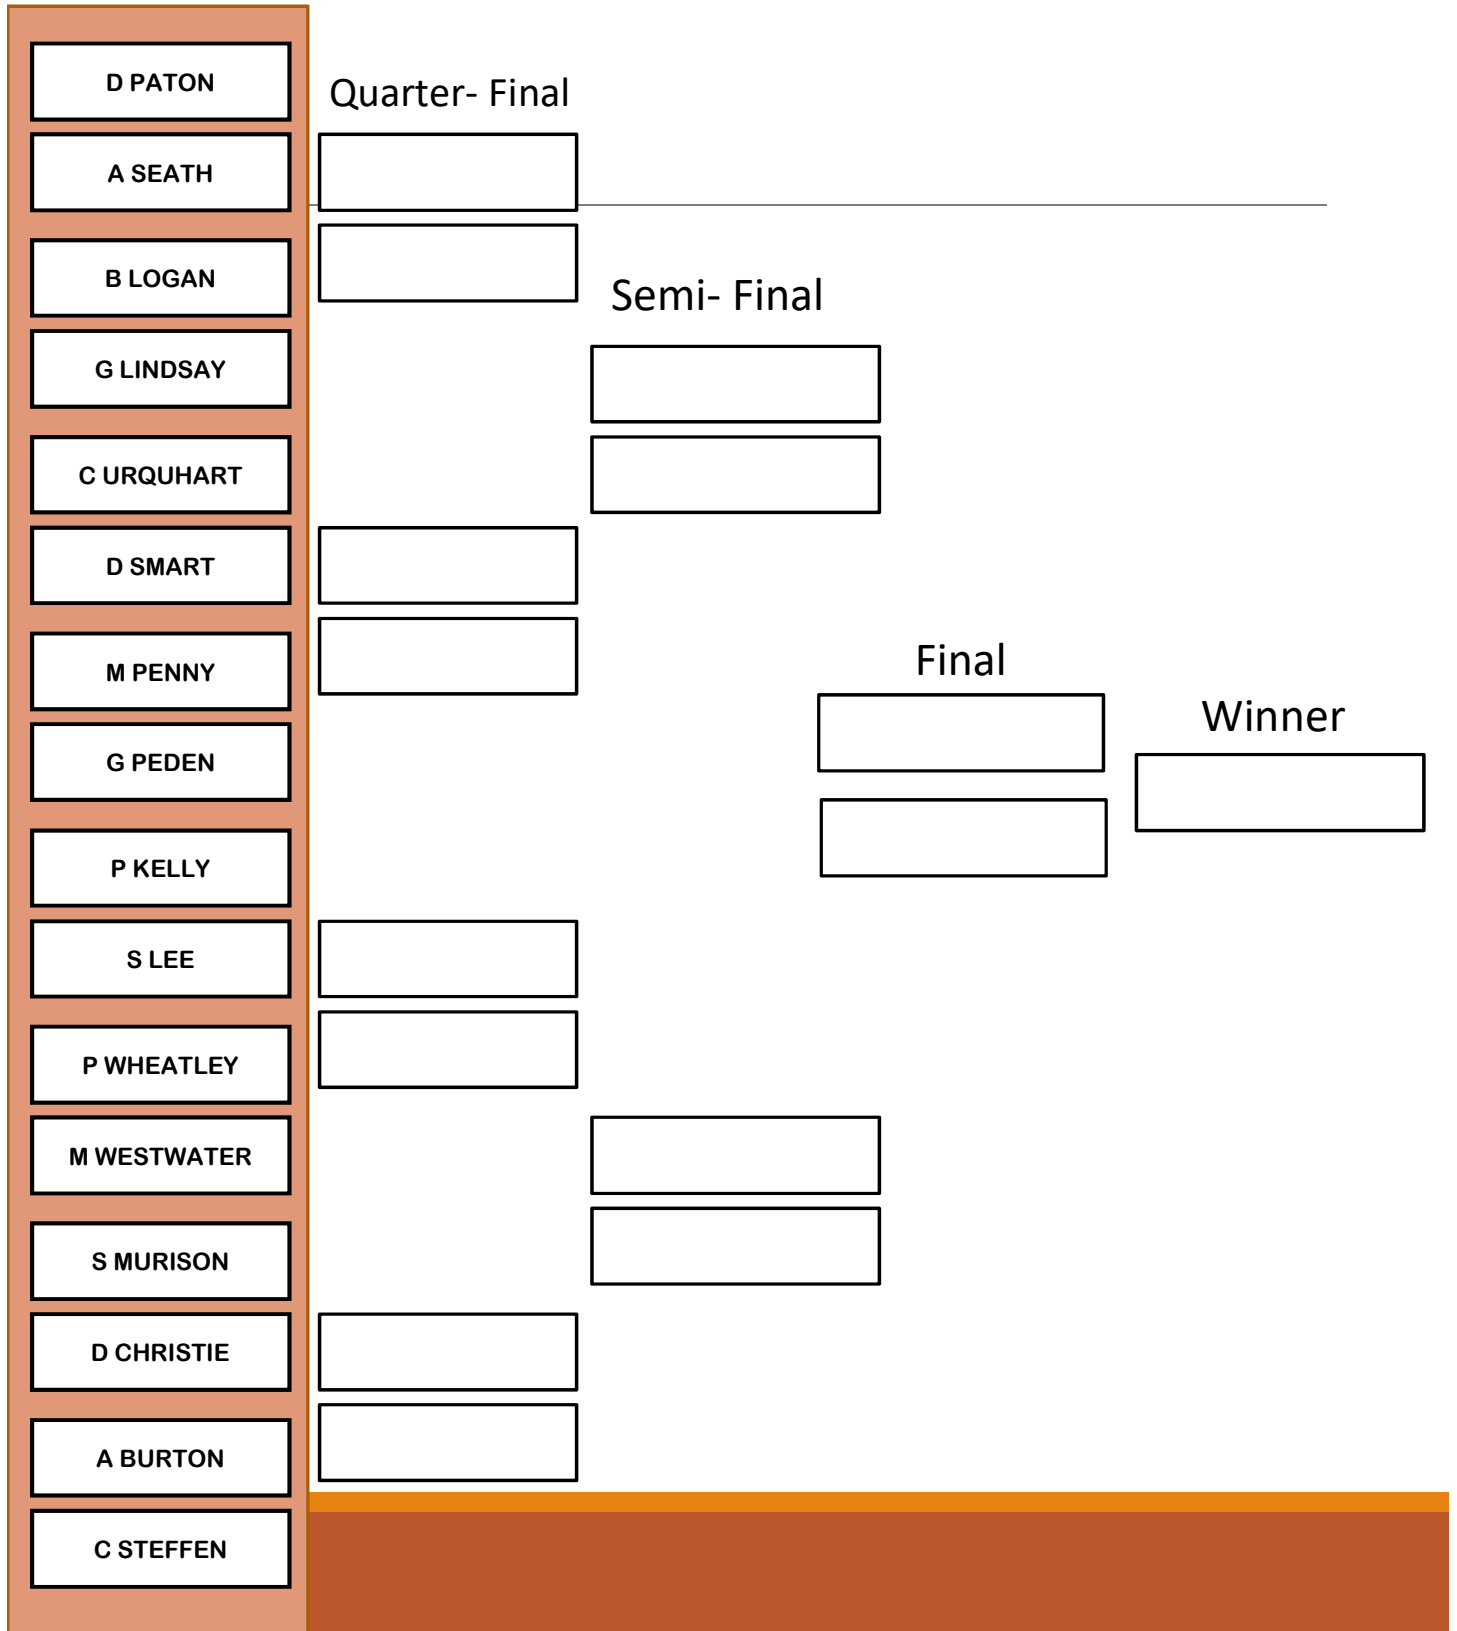 D PATON
A SEATH
B LOGAN
G LINDSAY
C URQUHART
D SMART
M PENNY
G PEDEN
P KELLY
S LEE
P WHEATLEY
M WESTWATER
S MURISON
D CHRISTIE
A BURTON
C STEFFEN
Quarter- Final
Semi- Final
Final
Winner